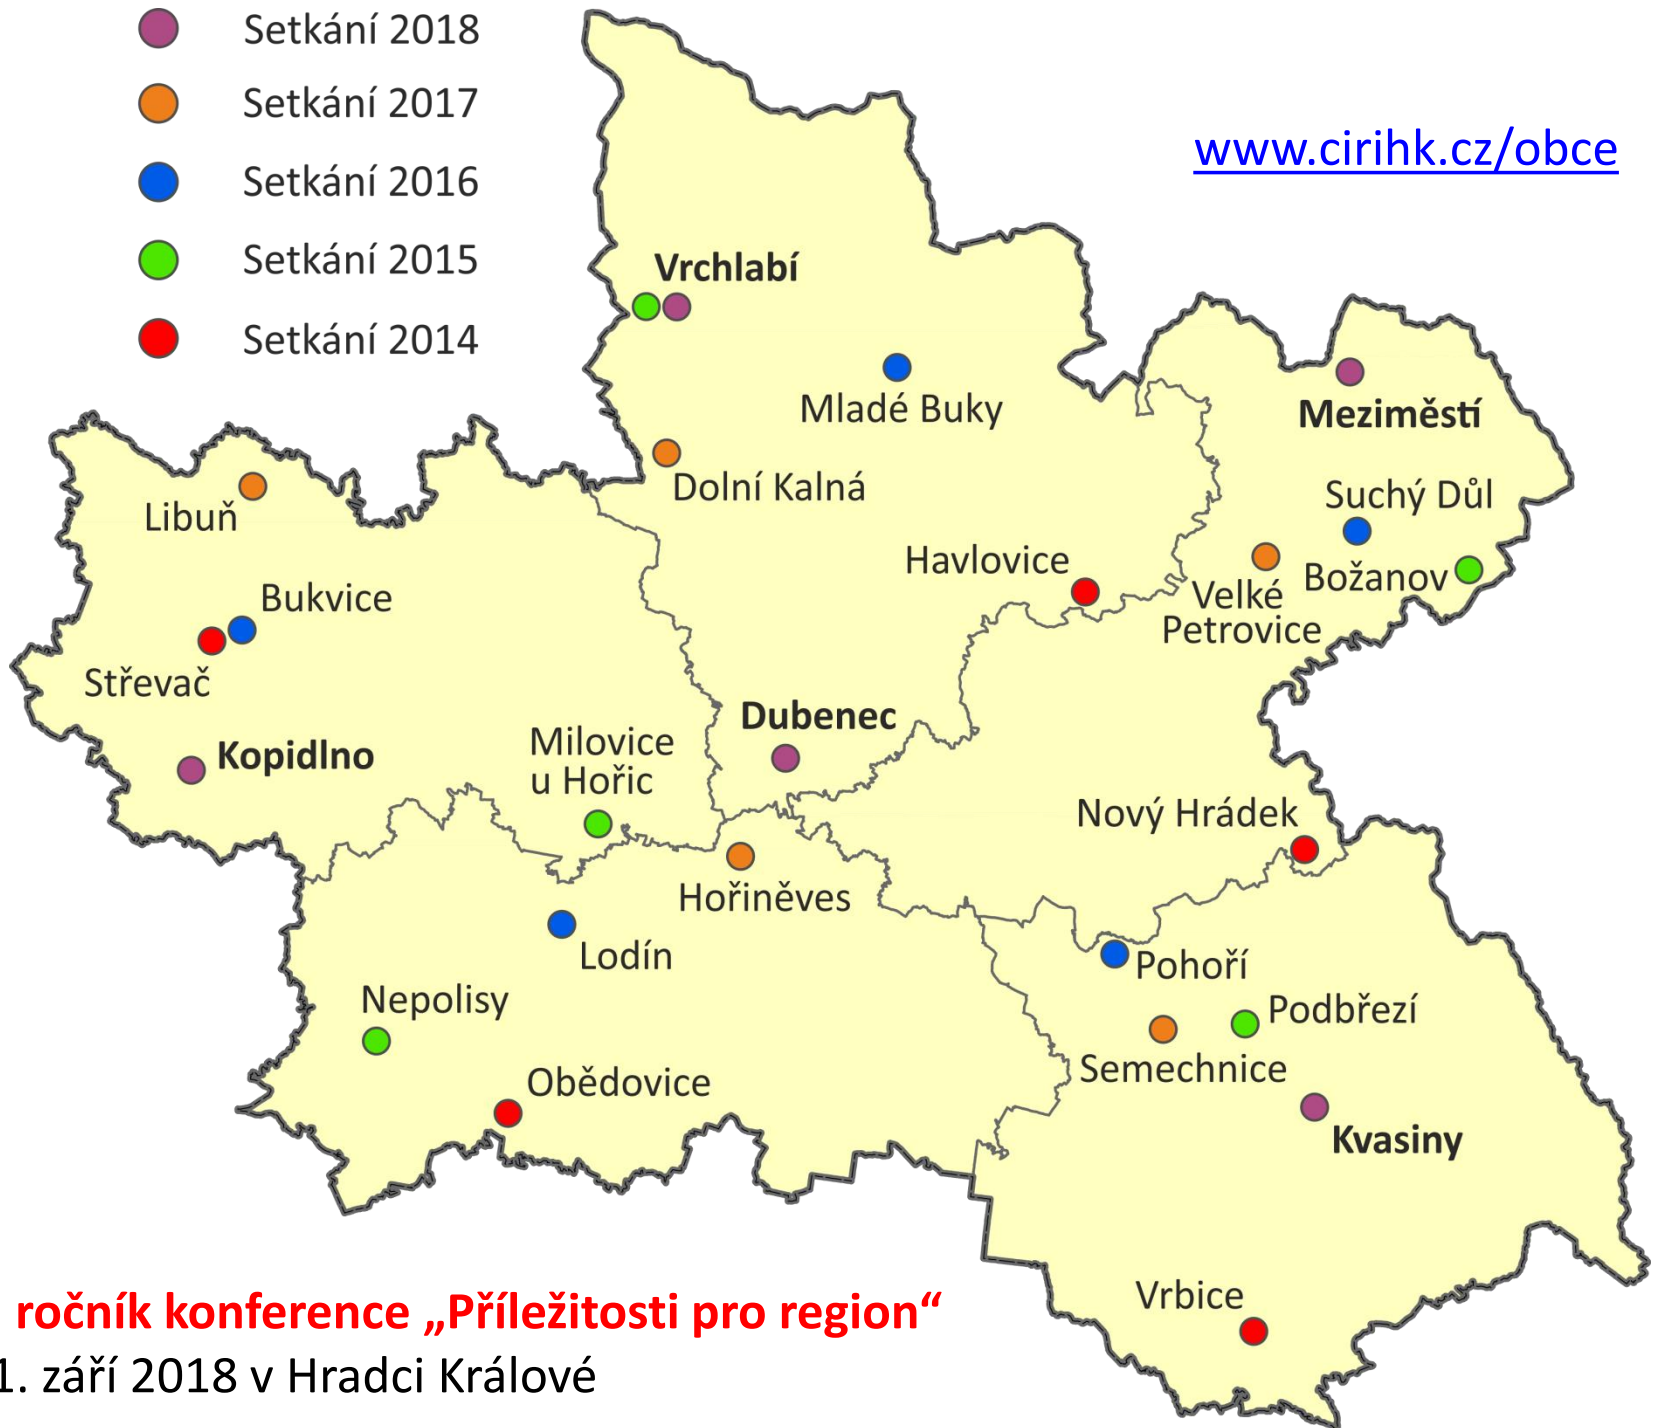 Setkání 2018
Setkání 2017
www.cirihk.cz/obce
Setkání 2016
Setkání 2015
Setkání 2014
Vrchlabí
Mladé Buky
Meziměstí
Dolní Kalná
Suchý Důl
Libuň
Havlovice
Božanov
Velké
Petrovice
Bukvice
Střevač
Dubenec
Kopidlno
Milovice
u Hořic
Nový Hrádek
Hořiněves
Lodín
Pohoří
Nepolisy
Podbřezí
Semechnice
Obědovice
Kvasiny
Vrbice
ročník konference „Příležitosti pro region“
1. září 2018 v Hradci Králové